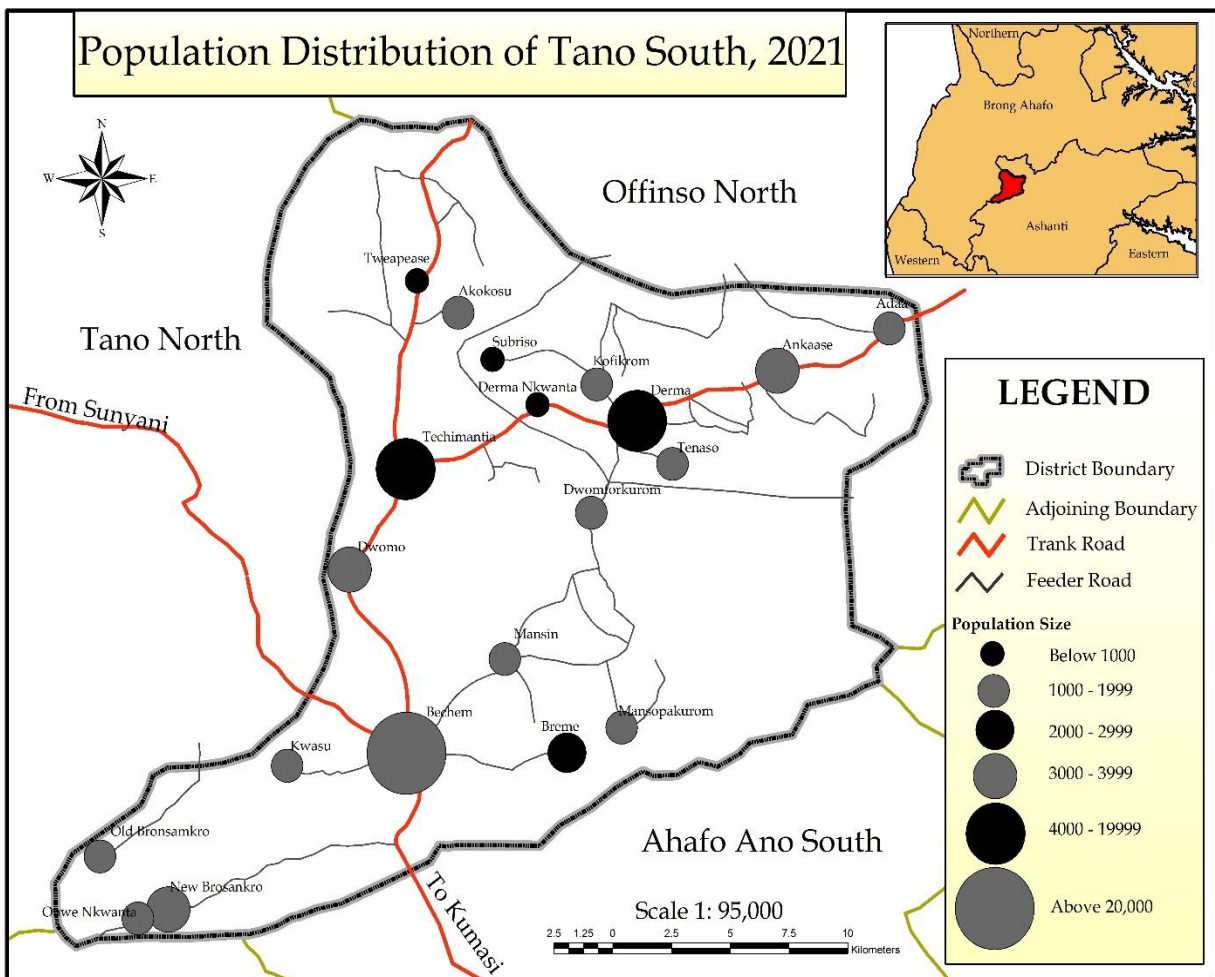 Population Distribution of Tano South, 2021
Northern
Brong Ahafo
Ashanti
Western
Eastern
N
W
E
S
Offinso North
Tano North
From Sunyani
Tweapease
Akokosu
Adaa
Subriso
Kofikrom
Ankaase
Derma Nkwanta
Derma
Techimantia
Tenaso
Dwomforkurom
Dwomo
Mansin
Bechem
Breme
Mansopakurom
Kwasu
Old Bronsamkro
New Brosankro
Nkwanta
Ahafo Ano South
To Kumasi
Scale 1: 95,000
2.5 1.25 0 2.5 5 7.5 10
Kilometers
LEGEND
District Boundary
Adjoining Boundary
Trank Road
Feeder Road
Population Size
Below 1000
1000 - 1999
2000 - 2999
3000 - 3999
4000 - 19999
Above 20,000